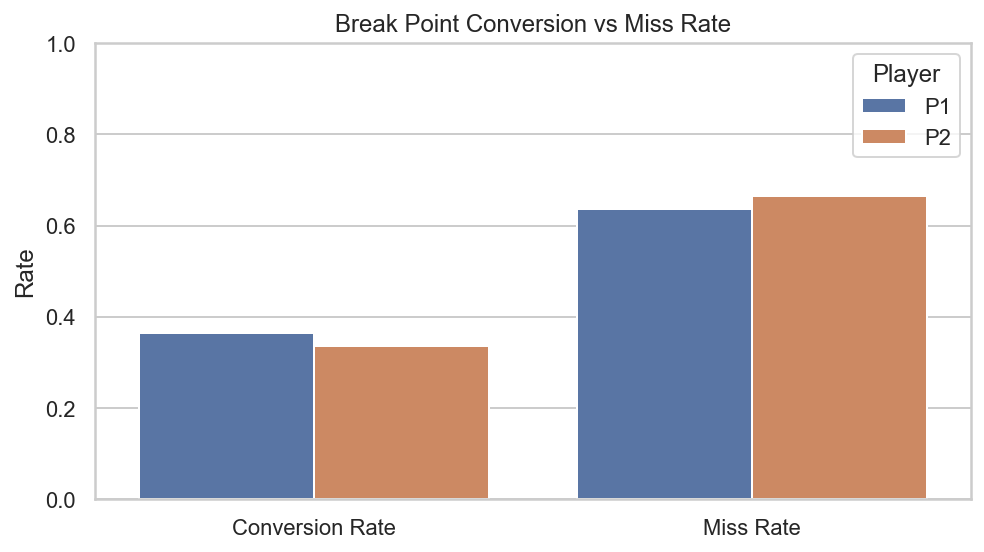 Break Point Conversion vs Miss Rate
1.0
0.8
0.6
0.4
0.2
0.0
Rate
Player
P1
P2
Conversion Rate
Miss Rate